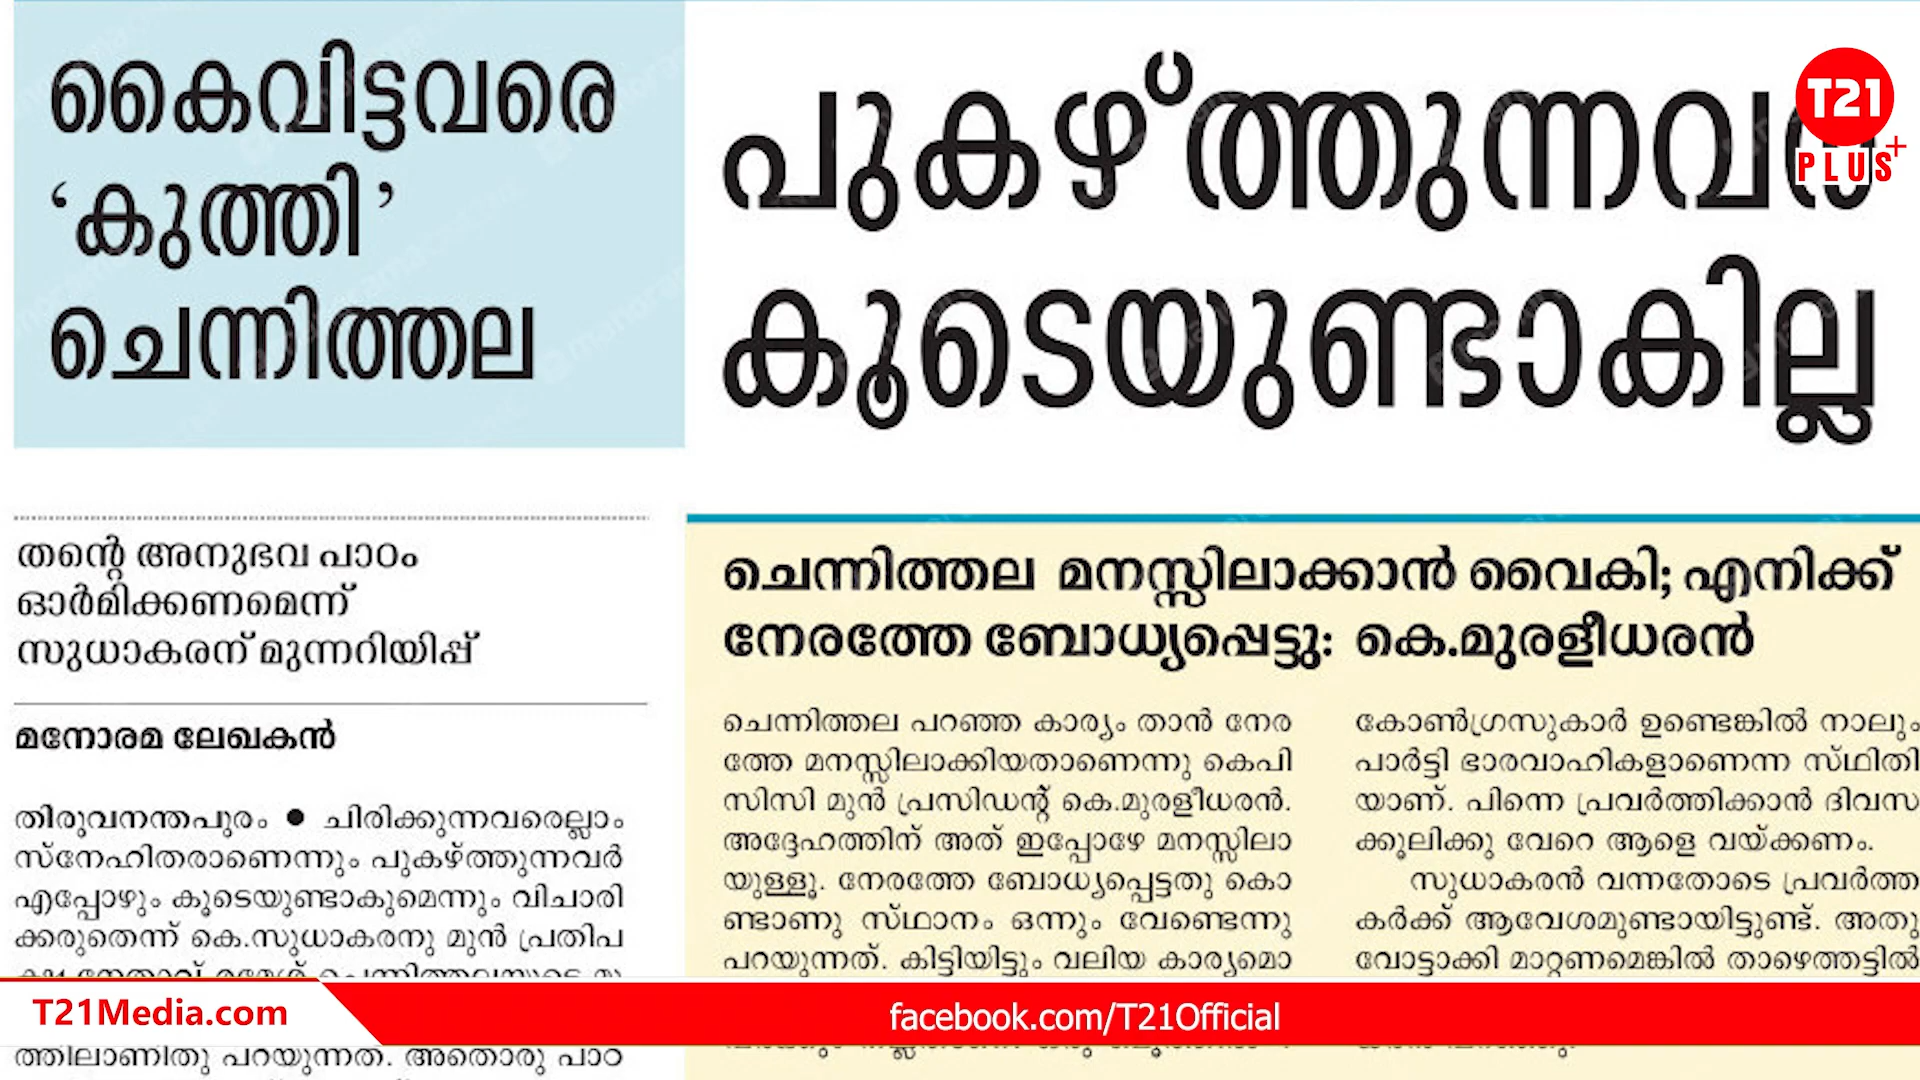 കൈവിട്ടവരെ
‘കുത്തി’
ചെന്നിത്തല
പുകഴ്ത്തുന്നവർ
കൂടെയുണ്ടാകില്ല
T21
PLUS+
തന്റെ അനുഭവ പാഠം
ഓർമിക്കണമെന്ന്
സുധാകരന് മുന്നറിയിപ്പ്
മനോരമ ലേഖകൻ
തിരുവനന്തപുരം ● ചിരിക്കുന്നവരെല്ലാം
സ്നേഹിതരാണെന്നും പുകഴ്ത്തുന്നവർ
എപ്പോഴും കൂടെയുണ്ടാകുമെന്നും വിചാരി
ക്കരുതെന്ന് കെ.സുധാകരനു മുൻ പ്രതിപ
ത്തിലാണിതു പറയുന്നത്. അതൊരു പാഠ
ചെന്നിത്തല മനസ്സിലാക്കാൻ വൈകി; എനിക്ക്
നേരത്തേ ബോധ്യപ്പെട്ടു: കെ.മുരളീധരൻ
ചെന്നിത്തല പറഞ്ഞ കാര്യം താൻ നേര
ത്തേ മനസ്സിലാക്കിയതാണെന്നു കെപി
സിസി മുൻ പ്രസിഡന്റ് കെ.മുരളീധരൻ.
അദ്ദേഹത്തിന് അത് ഇപ്പോഴേ മനസ്സിലാ
യുള്ളൂ. നേരത്തേ ബോധ്യപ്പെട്ടതു കൊ
ണ്ടാണു സ്ഥാനം ഒന്നും വേണ്ടെന്നു
പറയുന്നത്. കിട്ടിയിട്ടും വലിയ കാര്യമൊ
കോൺഗ്രസുകാർ ഉണ്ടെങ്കിൽ നാലും
പാർട്ടി ഭാരവാഹികളാണെന്ന സ്ഥിതി
യാണ്. പിന്നെ പ്രവർത്തിക്കാൻ ദിവസ
ക്കൂലിക്കു വേറെ ആളെ വയ്ക്കണം.
സുധാകരൻ വന്നതോടെ പ്രവർത്ത
കർക്ക് ആവേശമുണ്ടായിട്ടുണ്ട്. അതു
വോട്ടാക്കി മാറ്റണമെങ്കിൽ താഴെത്തട്ടിൽ
T21Media.com
facebook.com/T21Official